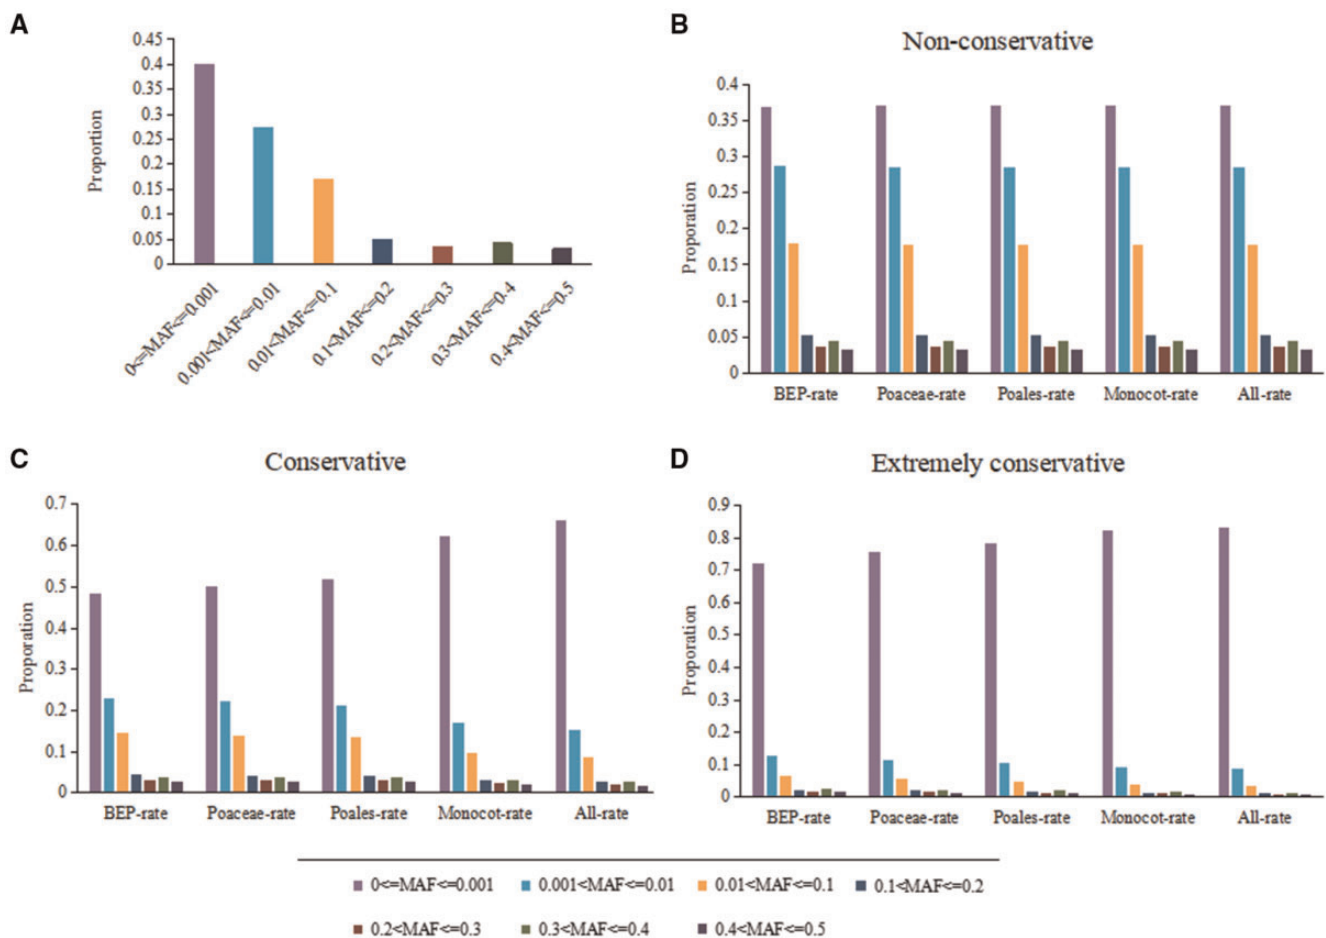 A
0.45
0.4
0.35
0.3
0.25
0.2
0.15
0.1
0.05
0
Proportion
0<=MAF<=0.001
0.001<MAF<=0.01
0.01<MAF<=0.1
0.1<MAF<=0.2
0.2<MAF<=0.3
0.3<MAF<=0.4
0.4<MAF<=0.5
B
Non-conservative
0.4
0.35
0.3
0.25
0.2
0.15
0.1
0.05
0
Proporation
BEP-rate Poaceae-rate Poales-rate Monocot-rate All-rate
C
Conservative
0.7
0.6
0.5
0.4
0.3
0.2
0.1
0
Proporation
BEP-rate Poaceae-rate Poales-rate Monocot-rate All-rate
D
Extremely conservative
0.9
0.8
0.7
0.6
0.5
0.4
0.3
0.2
0.1
0
Proporation
BEP-rate Poaceae-rate Poales-rate Monocot-rate All-rate
0<=MAF<=0.001 0.001<MAF<=0.01 0.01<MAF<=0.1 0.1<MAF<=0.2
0.2<MAF<=0.3 0.3<MAF<=0.4 0.4<MAF<=0.5